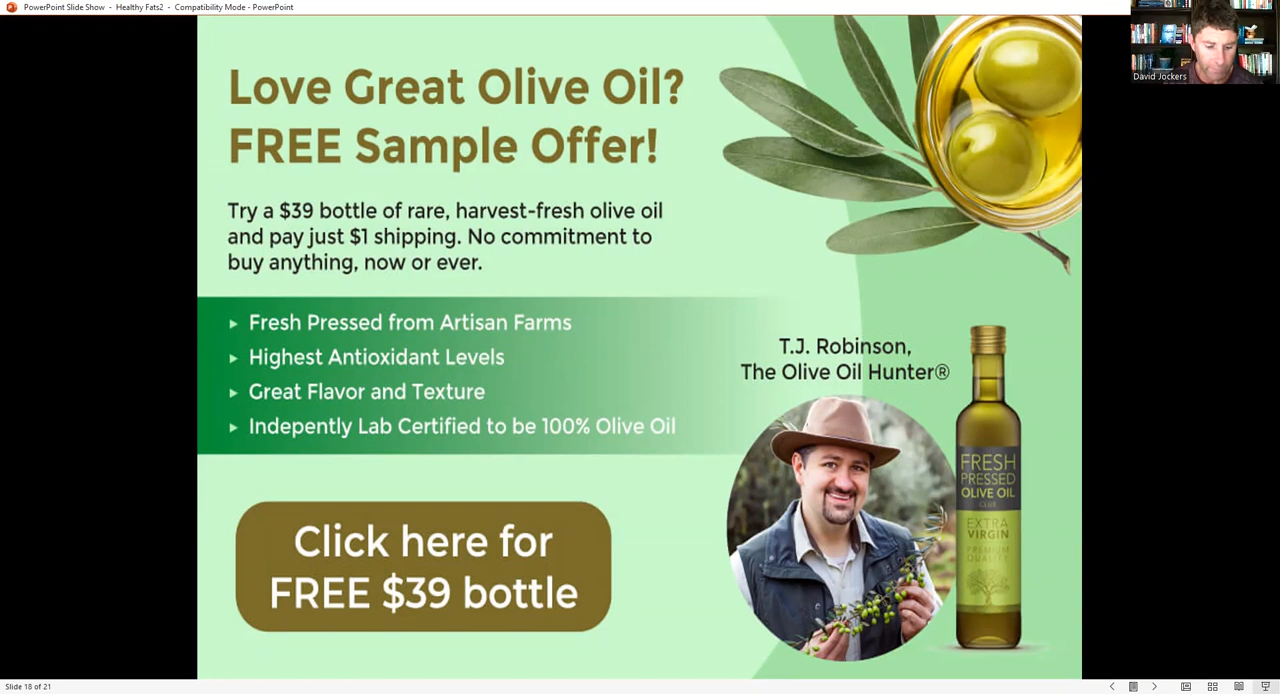 PowerPoint Slide Show - Healthy Fats2 - Compatibility Mode - PowerPoint
David Jockers
Love Great Olive Oil?
FREE Sample Offer!
Try a $39 bottle of rare, harvest-fresh olive oil
and pay just $1 shipping. No commitment to
buy anything, now or ever.
▸ Fresh Pressed from Artisan Farms
▸ Highest Antioxidant Levels
▸ Great Flavor and Texture
▸ Indepently Lab Certified to be 100% Olive Oil
T.J. Robinson,
The Olive Oil Hunter®
FRESH
PRESSED
OLIVE OIL
CLUB
EXTRA
VIRGIN
PREMIUM
QUALITY
Click here for
FREE $39 bottle
Slide 18 of 21